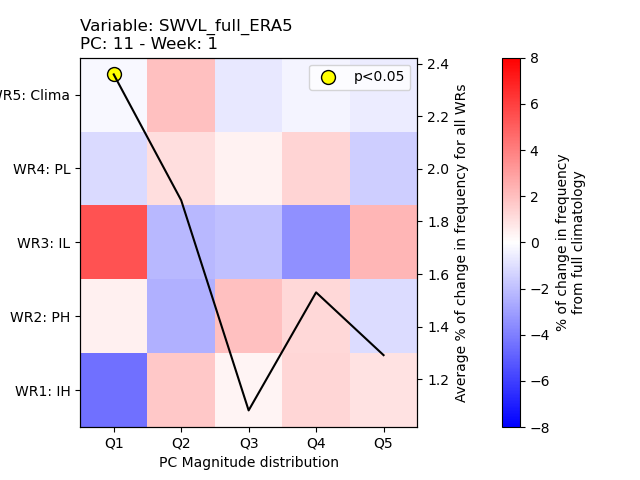 Variable: SWVL_full_ERA5
PC: 11 - Week: 1
p<0.05
WR5: Clima
WR4: PL
WR3: IL
WR2: PH
WR1: IH
Q1 Q2 Q3 Q4 Q5
PC Magnitude distribution
2.4
2.2
2.0
1.8
1.6
1.4
1.2
Average % of change in frequency for all WRs
8
6
4
2
0
−2
−4
−6
−8
% of change in frequency
from full climatology